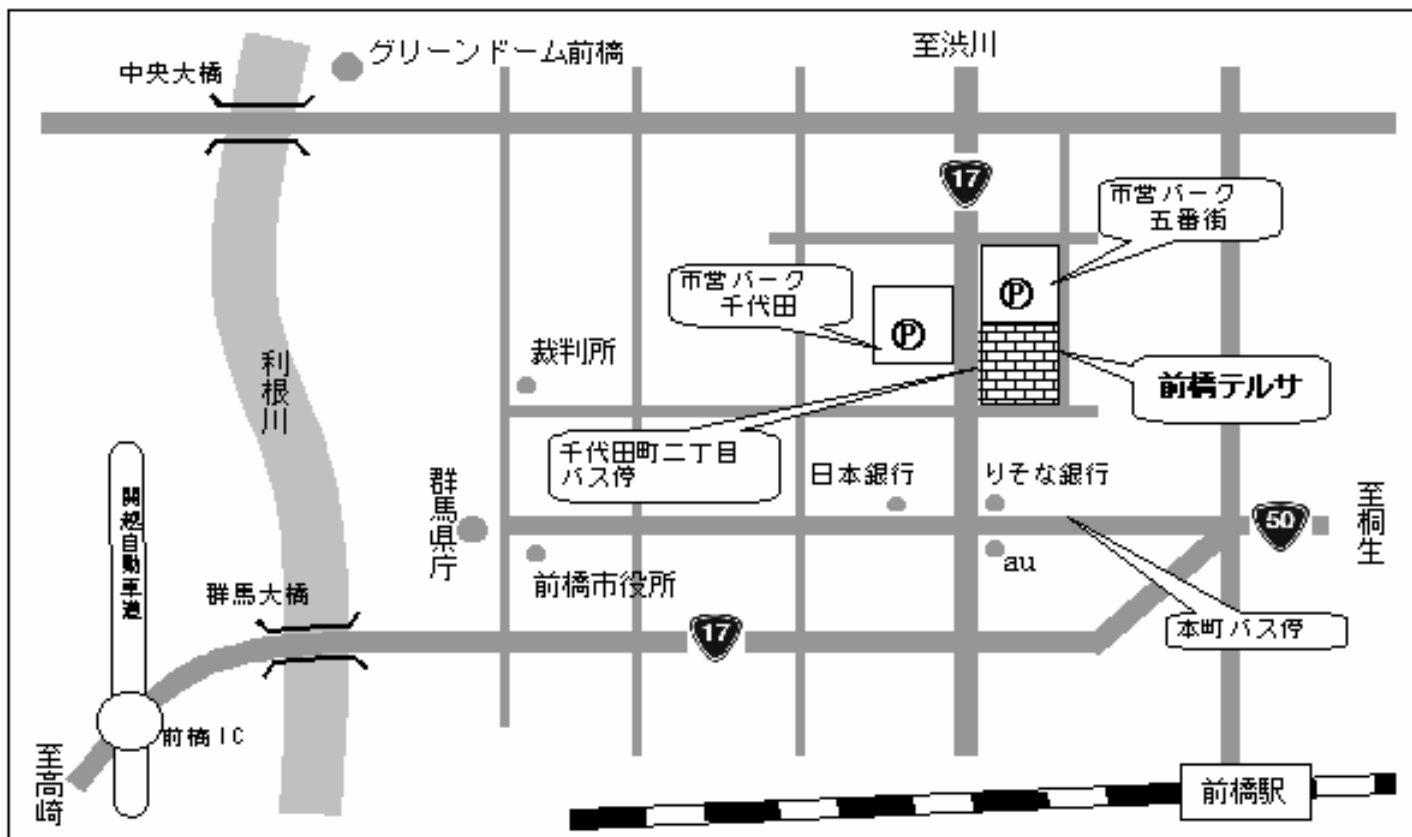 グリーンドーム前橋
至渋川
中央大橋
17
市営パーク
五番街
市営パーク
千代田
P
P
裁判所
利根川
前橋テルサ
千代田町二丁目
バス停
日本銀行
りそな銀行
群馬県庁
至桐生
50
関越自動車道
前橋市役所
au
群馬大橋
17
本町バス停
前橋IC
至高崎
前橋駅